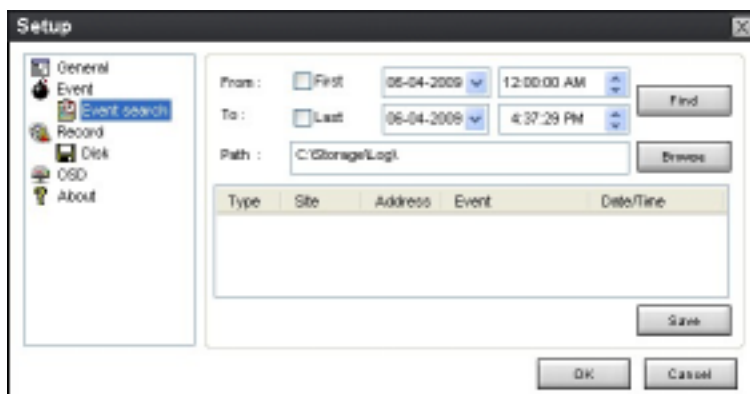 Setup
General
Event
Event search
Record
Disk
OSD
About
From : First 06-04-2009 12:00:00 AM Find
To : Last 06-04-2009 4:37:29 PM
Path : C:\Storage\Log\ Browse
Type Site Address Event Date/Time
Save
OK Cancel